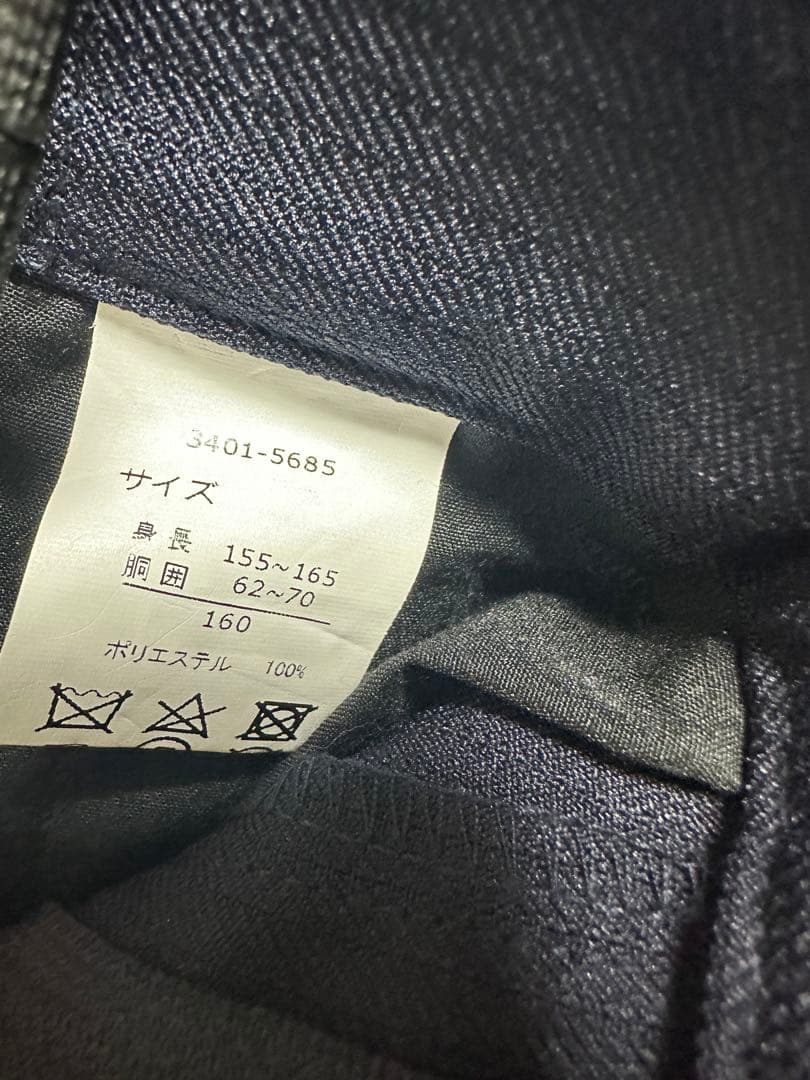 3401-5685
サイズ
身長 155~165
胴囲 62~70
160
ポリエステル 100%